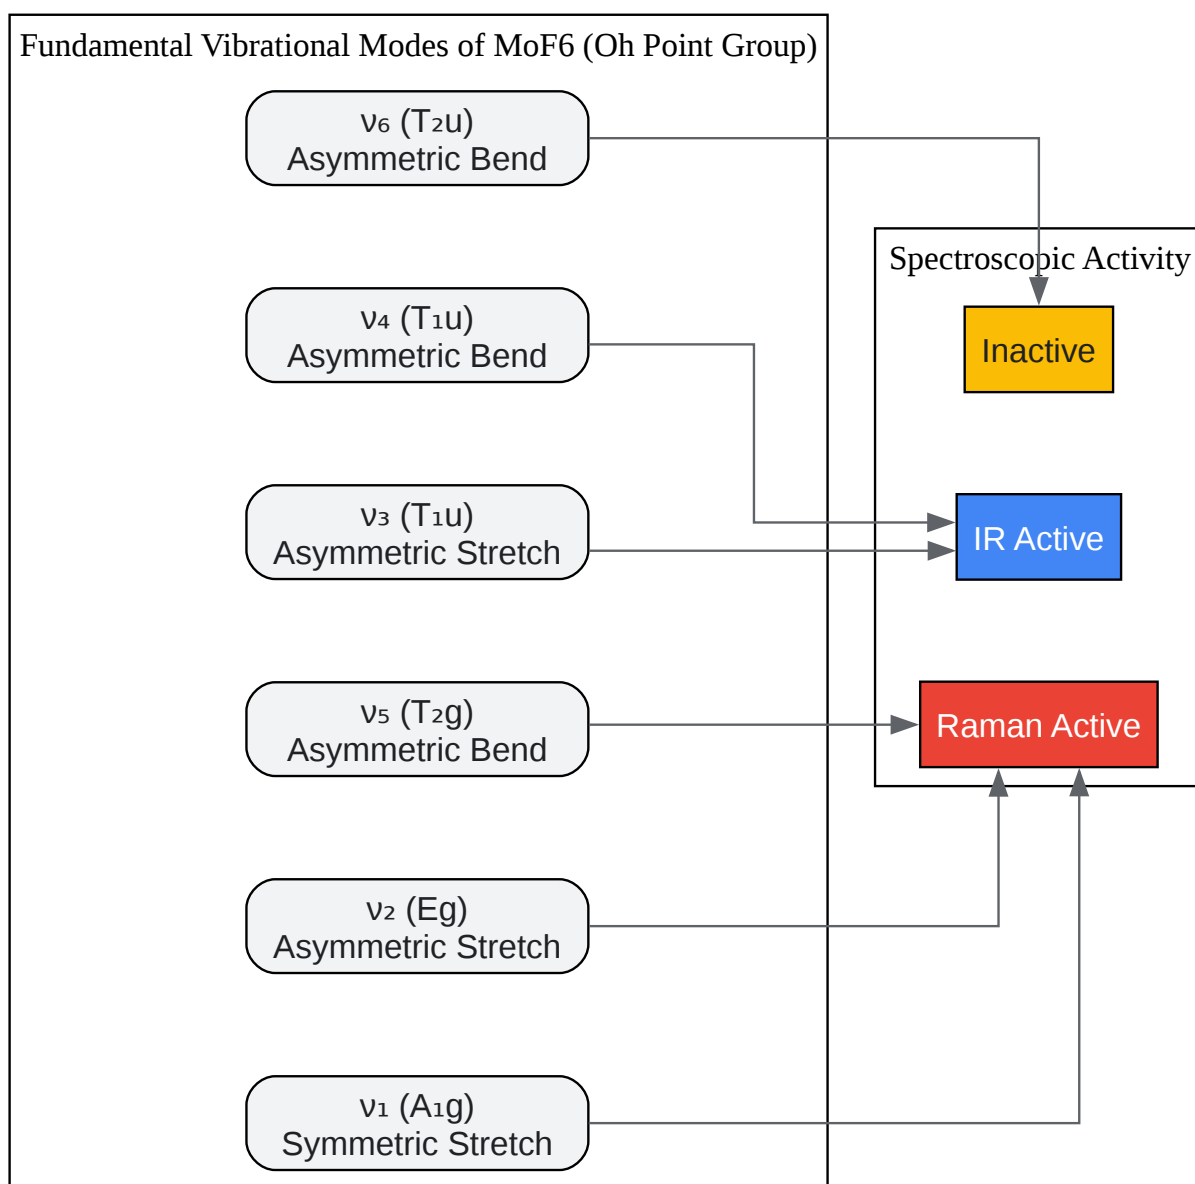 Fundamental Vibrational Modes of MoF6 (Oh Point Group)
ν₆ (T₂u)
Asymmetric Bend
ν₄ (T₁u)
Asymmetric Bend
ν₃ (T₁u)
Asymmetric Stretch
ν₅ (T₂g)
Asymmetric Bend
ν₂ (Eg)
Asymmetric Stretch
ν₁ (A₁g)
Symmetric Stretch
Spectroscopic Activity
Inactive
IR Active
Raman Active